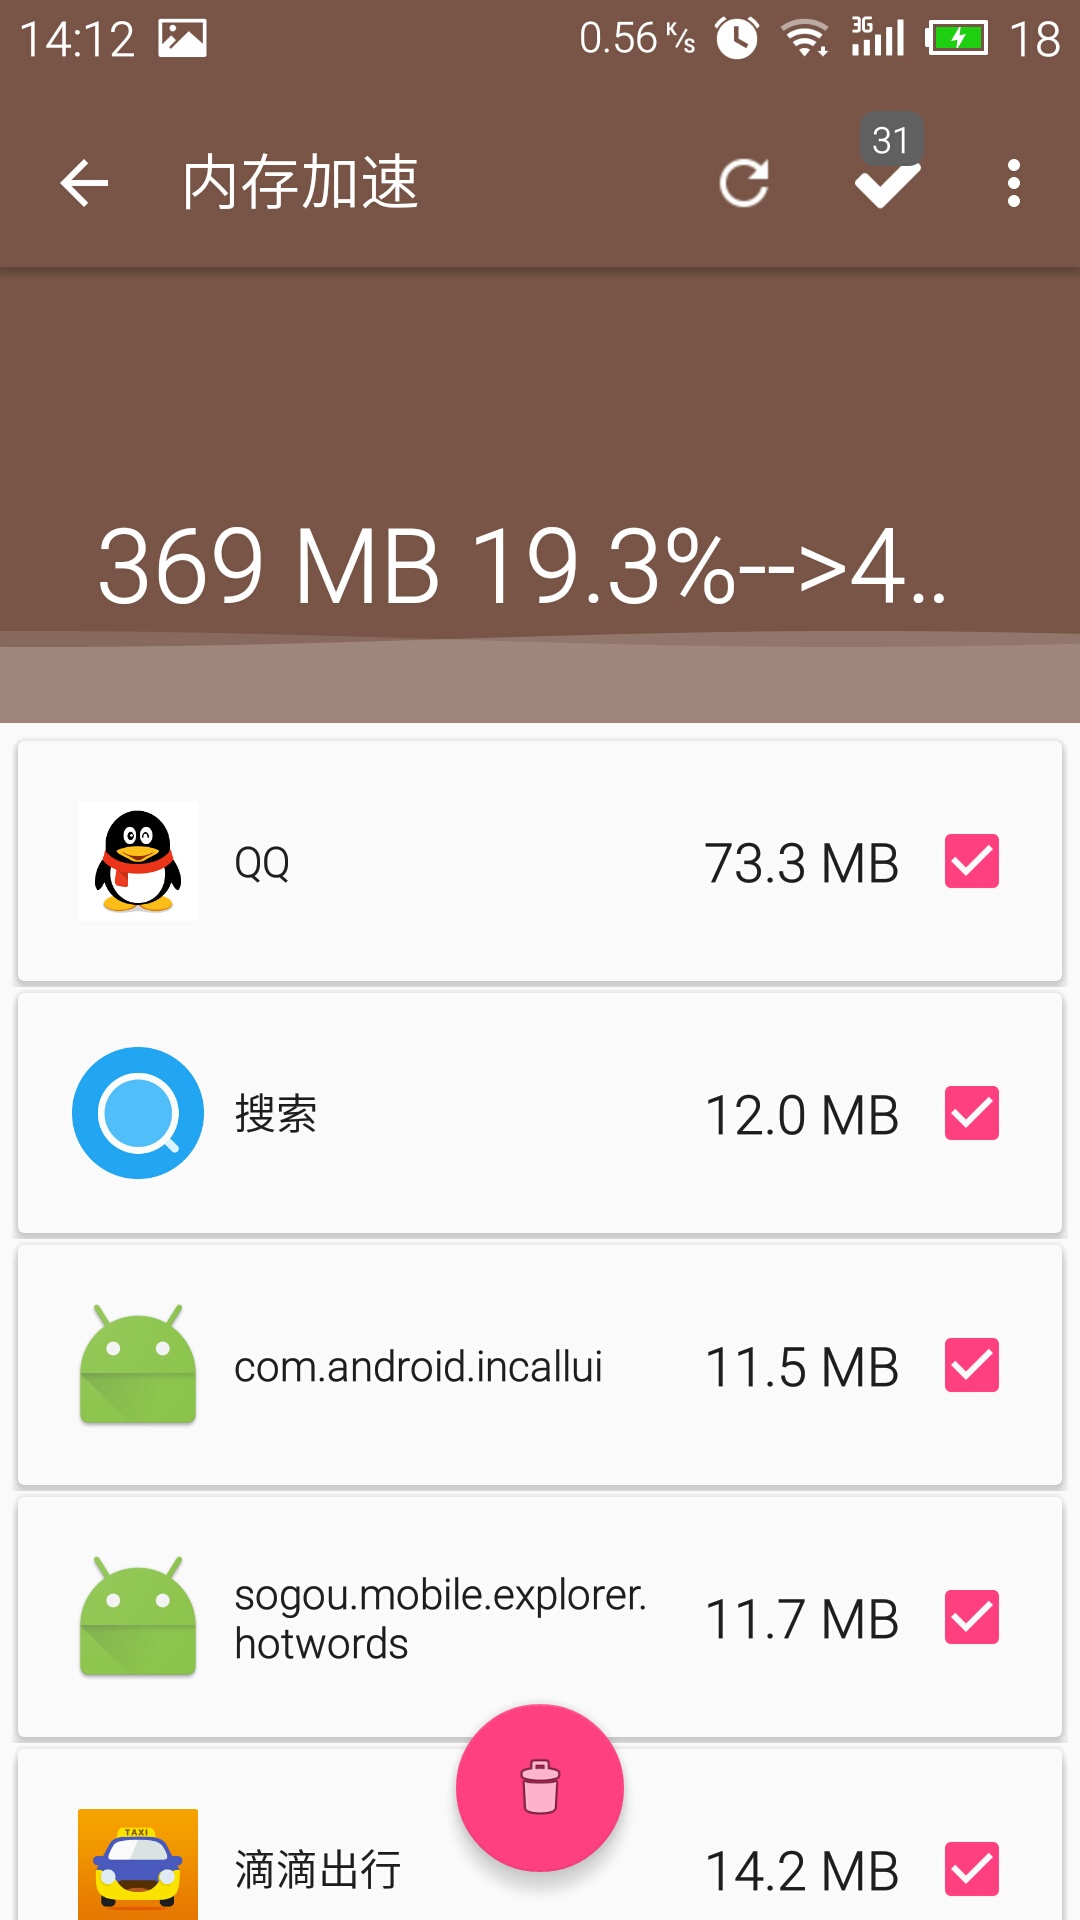 14:12
0.56 K/s
3G
18
内存加速
31
369 MB 19.3%-->4..
QQ
73.3 MB
搜索
12.0 MB
com.android.incallui
11.5 MB
sogou.mobile.explorer.
hotwords
11.7 MB
TAXI
滴滴出行
14.2 MB